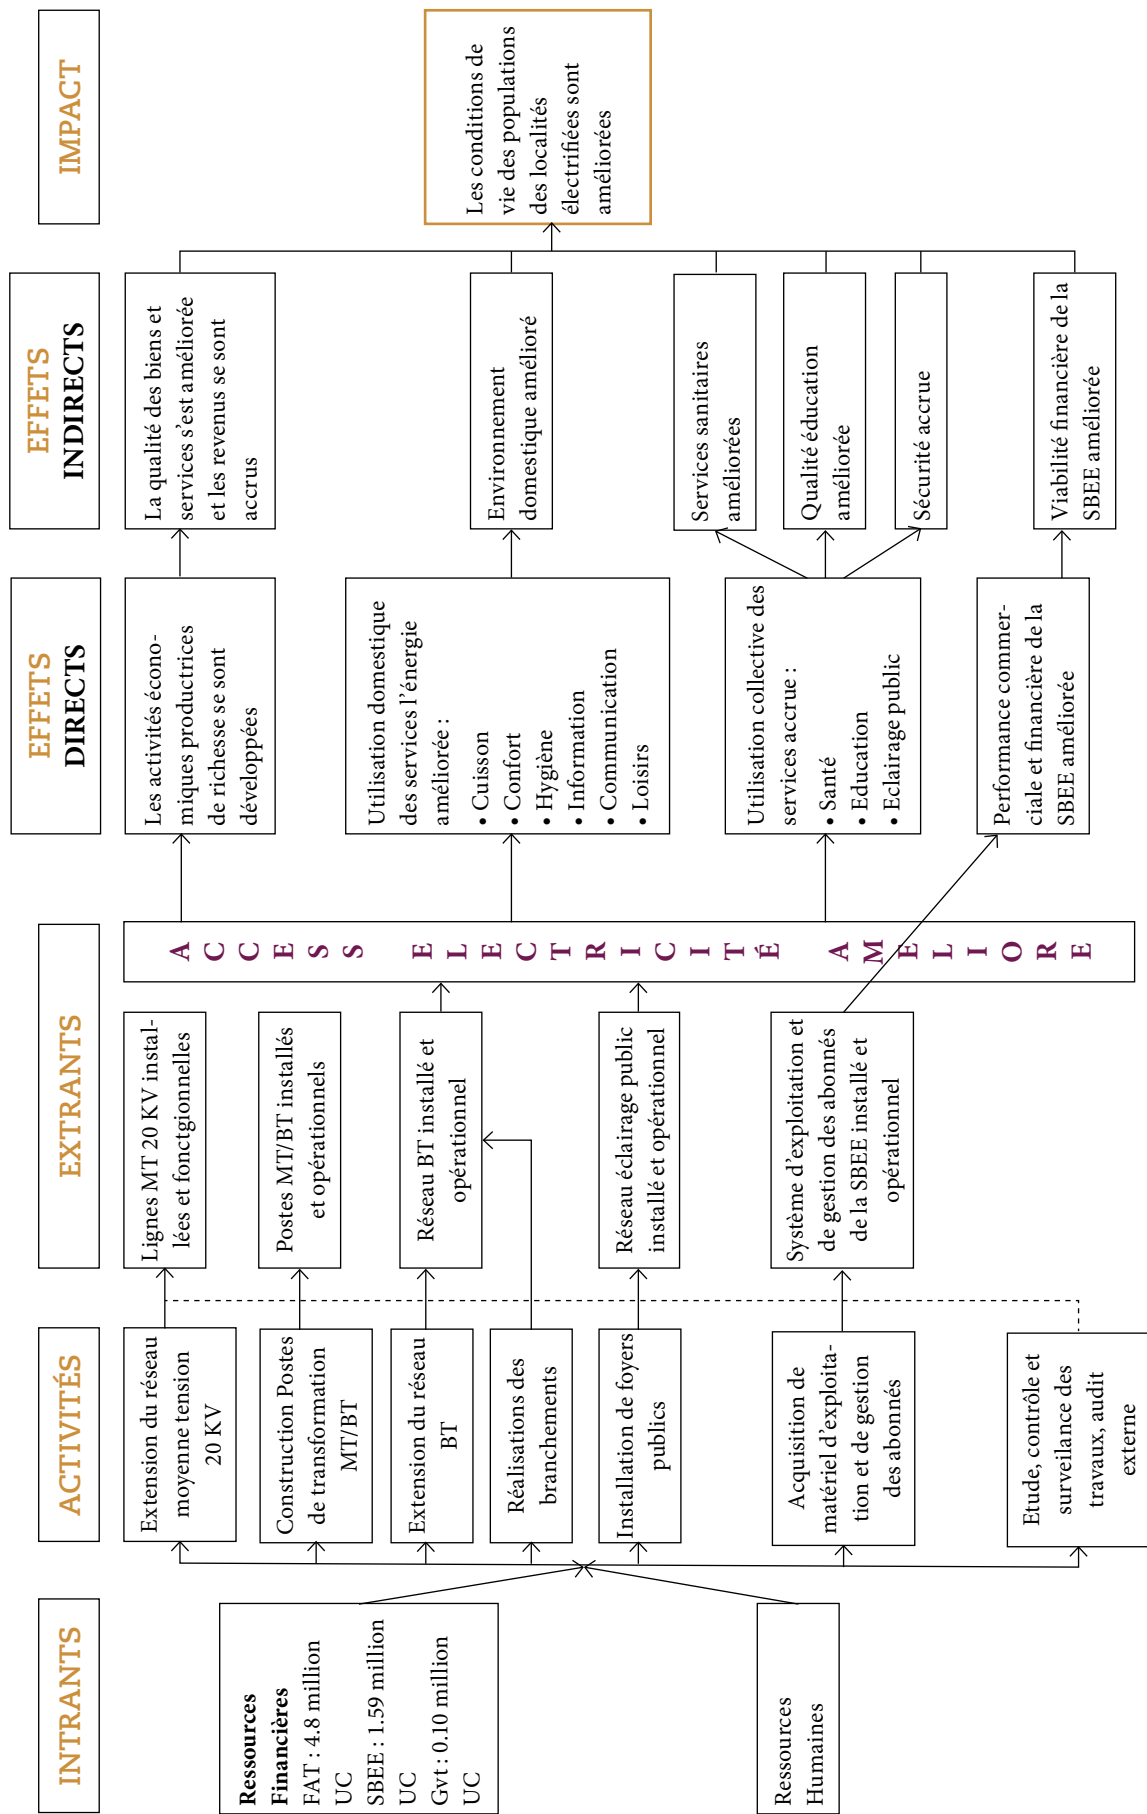 INTRANTS
Ressources
Financières
FAT : 4.8 million
UC
SBEE : 1.59 million
UC
Gvt : 0.10 million
UC
Ressources
Humaines
ACTIVITÉS
Extension du réseau
moyenne tension
20 KV
Construction Postes
de transformation
MT/BT
Extension du réseau
BT
Réalisations des
branchements
Installation de foyers
publics
Acquisition de
matériel d'exploita-
tion et de gestion
des abonnés
Etude, contrôle et
surveilance des
travaux, audit
externe
EXTRANTS
Lignes MT 20 KV instal-
lées et fonctgionnelles
Postes MT/BT installés
et opérationnels
Réseau BT installé et
opérationnel
Réseau éclairage public
installé et opérationnel
Système d'exploitation et
de gestion des abonnés
de la SBEE installé et
opérationnel
ACCESS ELECTRICITÉ AMELIORE
EFFETS
DIRECTS
Les activités écono-
miques productrices
de richesse se sont
développées
Utilisation domestique
des services l'énergie
améliorée :
• Cuisson
• Confort
• Hygiène
• Information
• Communication
• Loisirs
Utilisation collective des
services accrue :
• Santé
• Education
• Eclairage public
Performance commer-
ciale et financière de la
SBEE améliorée
EFFETS
INDIRECTS
La qualité des biens et
services s'est améliorée
et les revenus se sont
accrus
Environnement
domestique amélioré
Services sanitaires
améliorées
Qualité éducation
améliorée
Sécurité accrue
Viabilité financière de la
SBEE améliorée
IMPACT
Les conditions de
vie des populations
des localités
électrifiées sont
améliorées